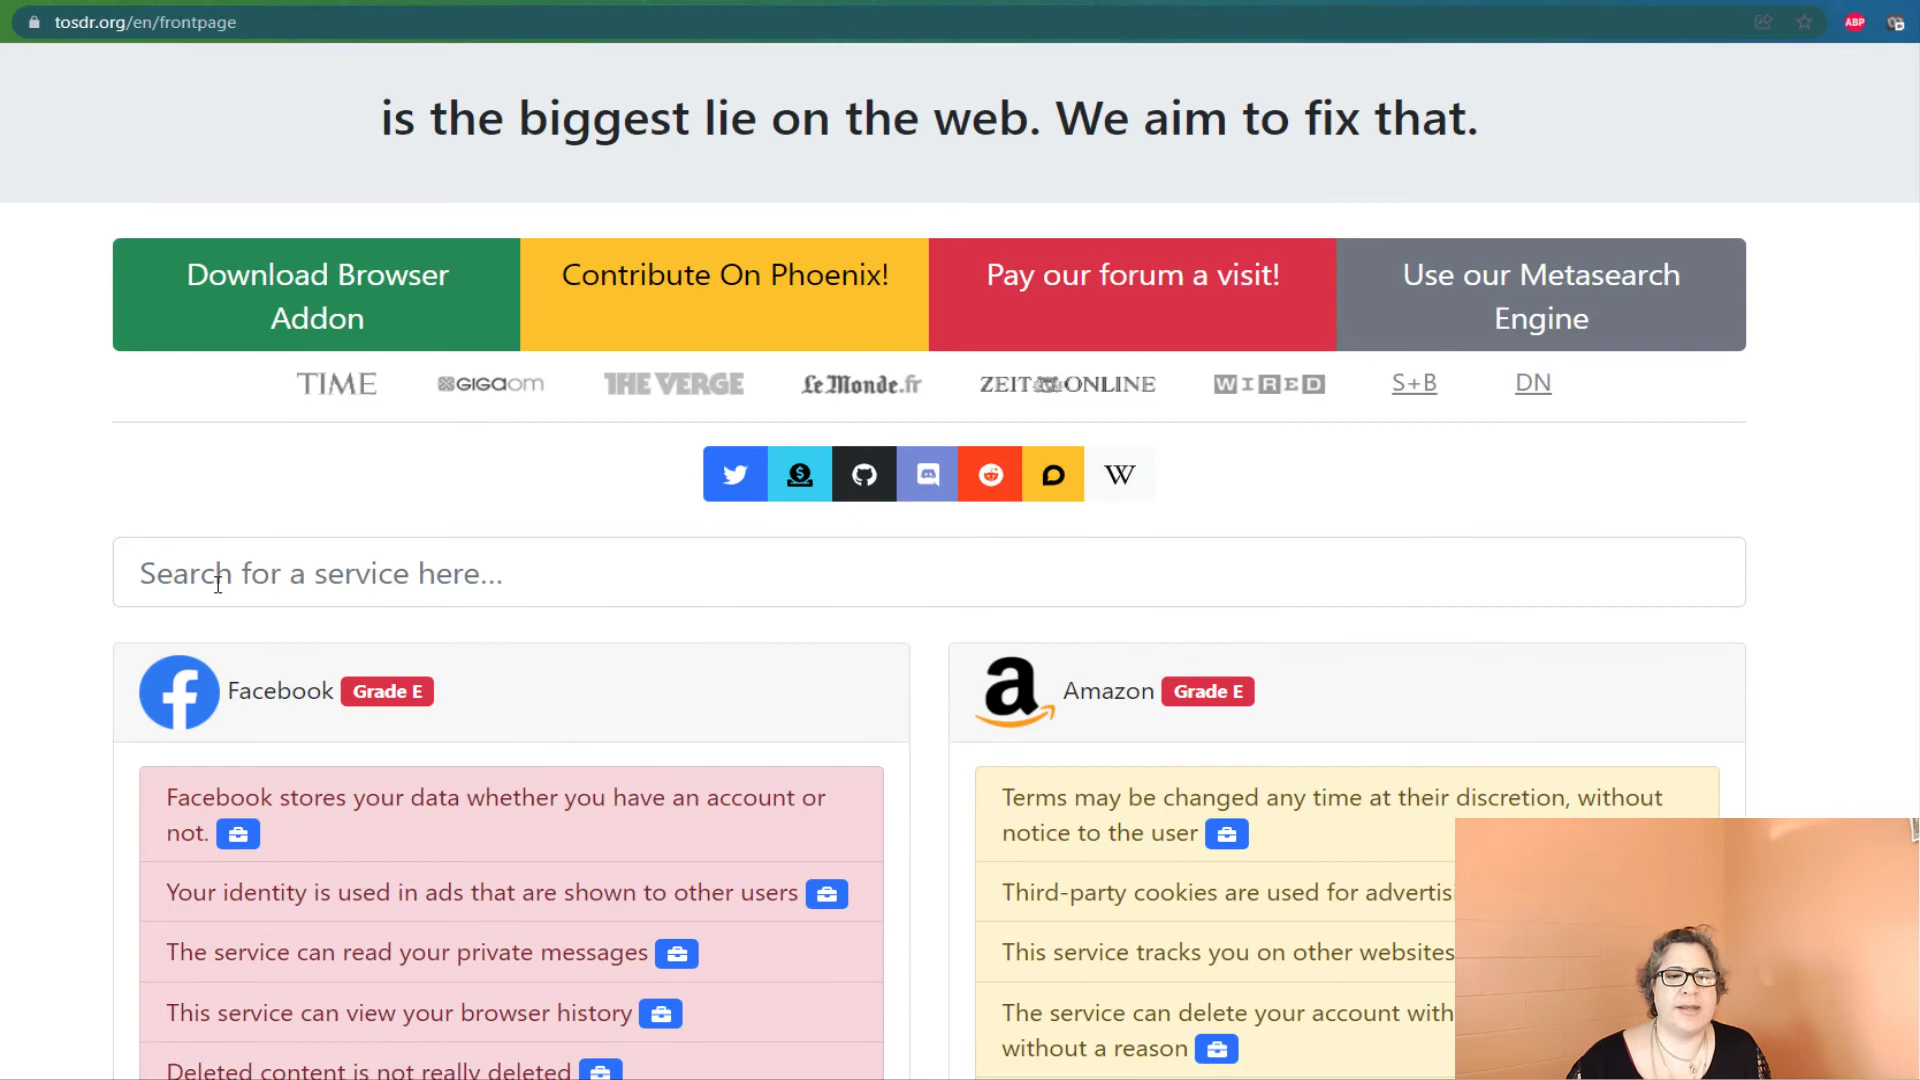 tosdr.org/en/frontpage
ABP
is the biggest lie on the web. We aim to fix that.
Download Browser
Addon
Contribute On Phoenix!
Pay our forum a visit!
Use our Metasearch
Engine
TIME
GIGAOM
THE VERGE
Le Monde.fr
ZEIT ONLINE
WIRED
S+B
DN
W
Search for a service here...
Facebook Grade E
Facebook stores your data whether you have an account or
not.
Your identity is used in ads that are shown to other users
The service can read your private messages
This service can view your browser history
Deleted content is not really deleted
Amazon Grade E
Terms may be changed any time at their discretion, without
notice to the user
Third-party cookies are used for advertisi
This service tracks you on other websites
The service can delete your account with
without a reason